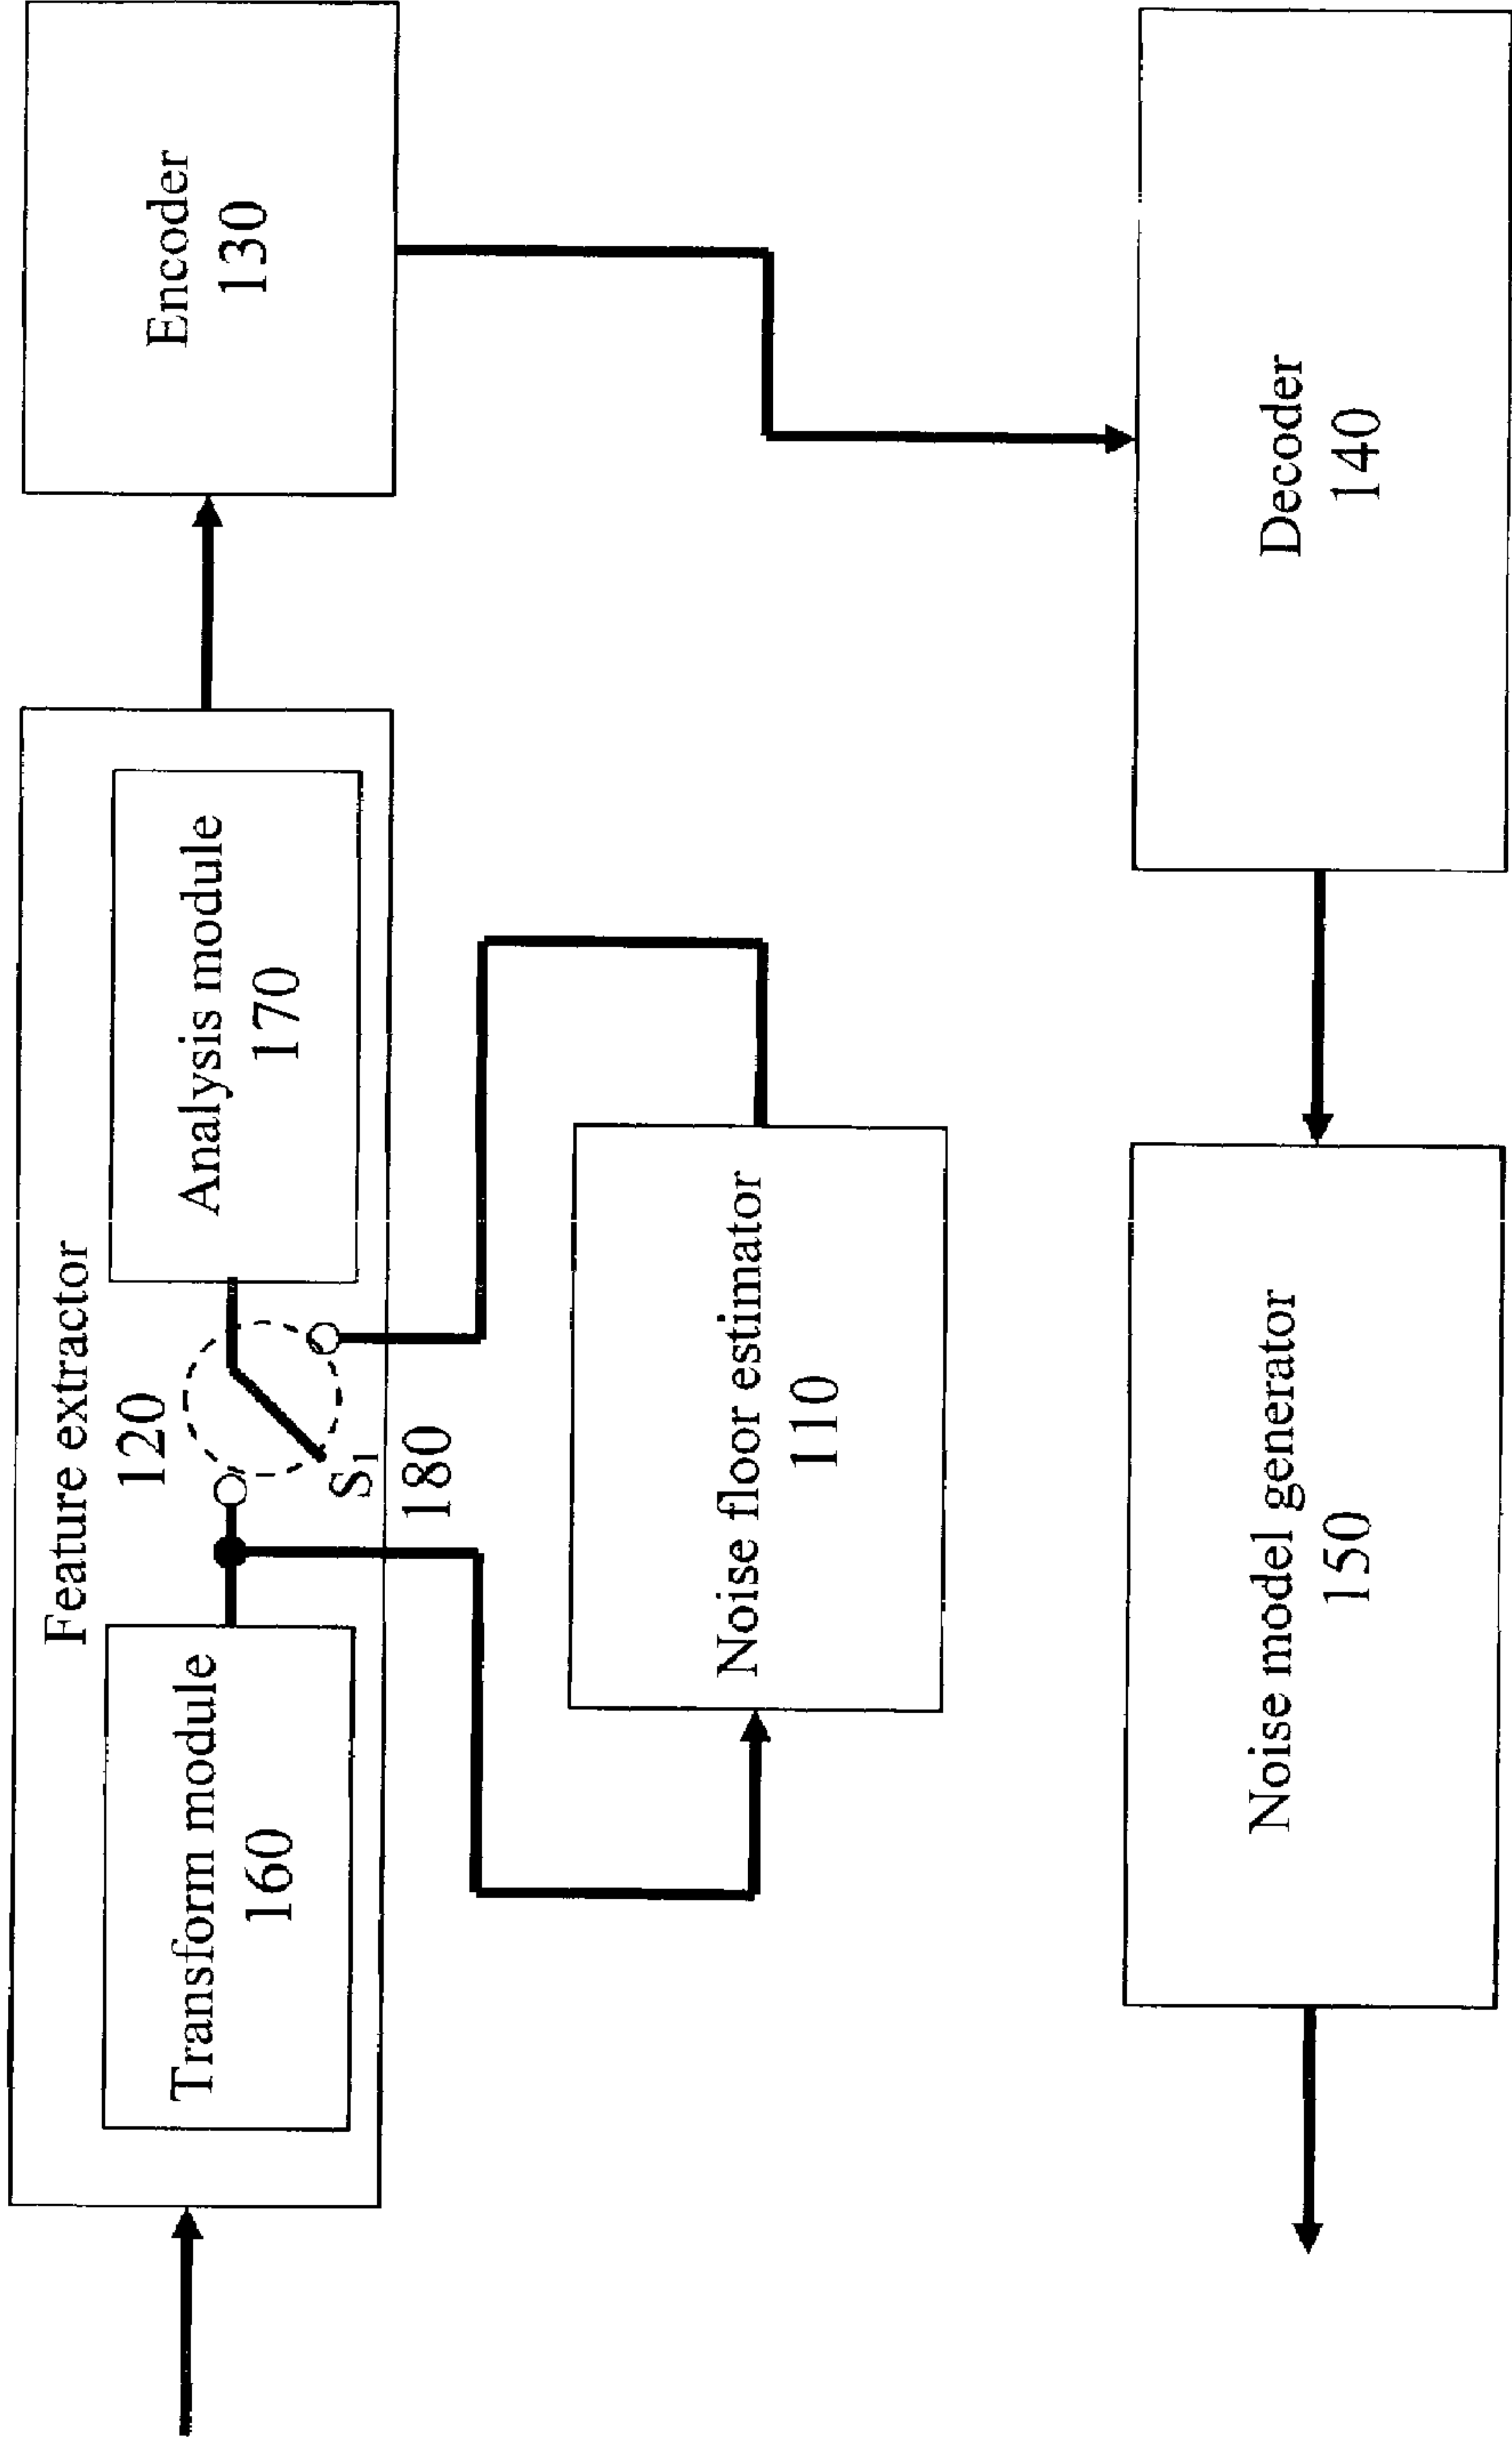 Feature extractor
120
Transform module
160
S1
180
Analysis module
170
Encoder
130
Noise floor estimator
110
Noise model generator
150
Decoder
140